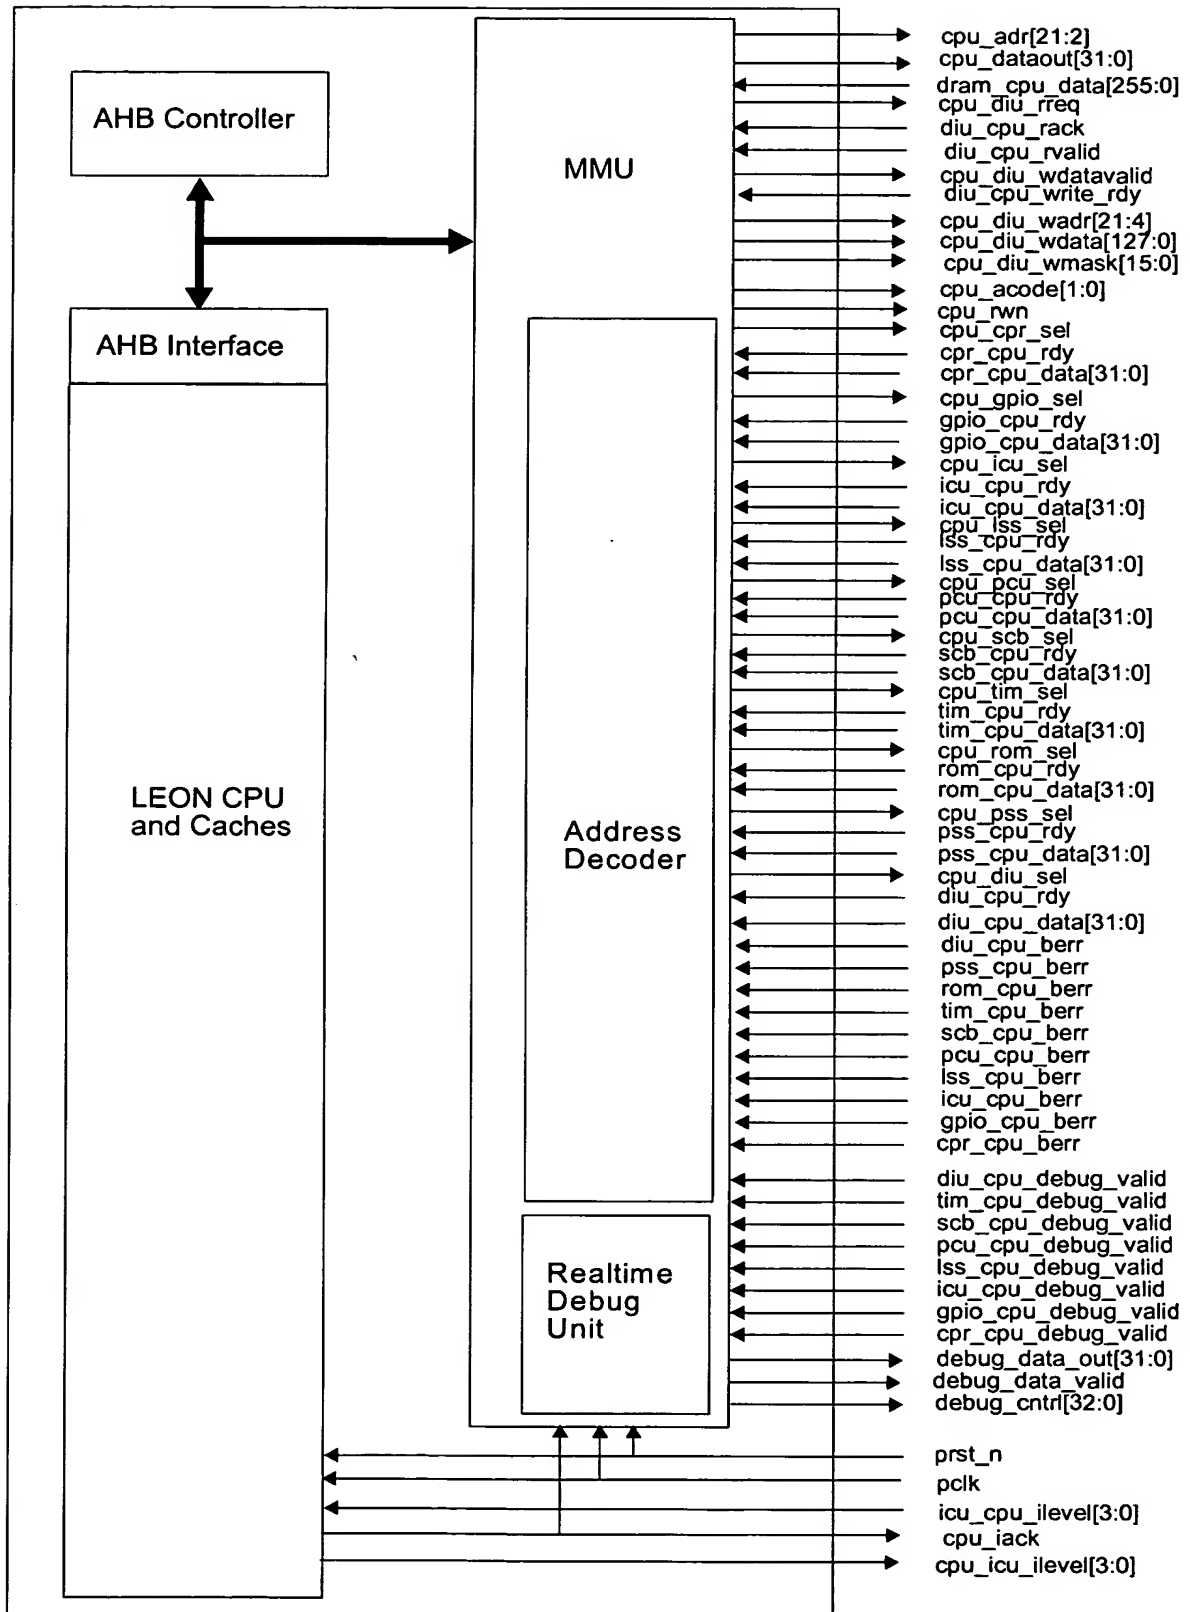 AHB Controller
AHB Interface
LEON CPU
and Caches
MMU
Address
Decoder
Realtime
Debug
Unit
cpu_adr[21:2]
cpu_dataout[31:0]
dram_cpu_data[255:0]
cpu_diu_rreq
diu_cpu_rack
diu_cpu_rvalid
cpu_diu_wdatavalid
diu_cpu_write_rdy
cpu_diu_wadr[21:4]
cpu_diu_wdata[127:0]
cpu_diu_wmask[15:0]
cpu_acode[1:0]
cpu_rwn
cpu_cpr_sel
cpr_cpu_rdy
cpr_cpu_data[31:0]
cpu_gpio_sel
gpio_cpu_rdy
gpio_cpu_data[31:0]
cpu_icu_sel
icu_cpu_rdy
icu_cpu_data[31:0]
cpu_lss_sel
lss_cpu_rdy
lss_cpu_data[31:0]
cpu_pcu_sel
pcu_cpu_rdy
pcu_cpu_data[31:0]
cpu_scb_sel
scb_cpu_rdy
scb_cpu_data[31:0]
cpu_tim_sel
tim_cpu_rdy
tim_cpu_data[31:0]
cpu_rom_sel
rom_cpu_rdy
rom_cpu_data[31:0]
cpu_pss_sel
pss_cpu_rdy
pss_cpu_data[31:0]
cpu_diu_sel
diu_cpu_rdy
diu_cpu_data[31:0]
diu_cpu_berr
pss_cpu_berr
rom_cpu_berr
tim_cpu_berr
scb_cpu_berr
pcu_cpu_berr
lss_cpu_berr
icu_cpu_berr
gpio_cpu_berr
cpr_cpu_berr
diu_cpu_debug_valid
tim_cpu_debug_valid
scb_cpu_debug_valid
pcu_cpu_debug_valid
lss_cpu_debug_valid
icu_cpu_debug_valid
gpio_cpu_debug_valid
cpr_cpu_debug_valid
debug_data_out[31:0]
debug_data_valid
debug_cntrl[32:0]
prst_n
pclk
icu_cpu_ilevel[3:0]
cpu_iack
cpu_icu_ilevel[3:0]